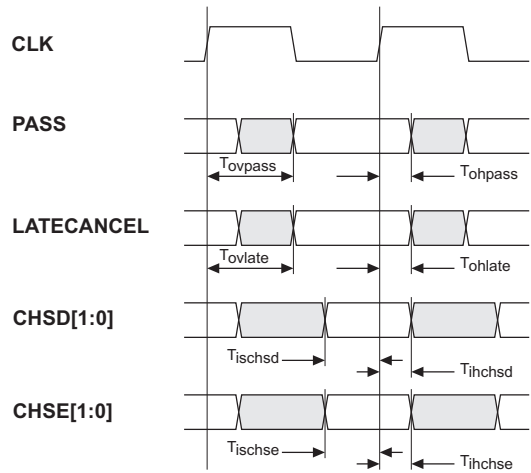 CLK
PASS
Tovpass
Tohpass
LATECANCEL
Tovlate
Tohlate
CHSD[1:0]
Tischsd
Tihchsd
CHSE[1:0]
Tischse
Tihchse